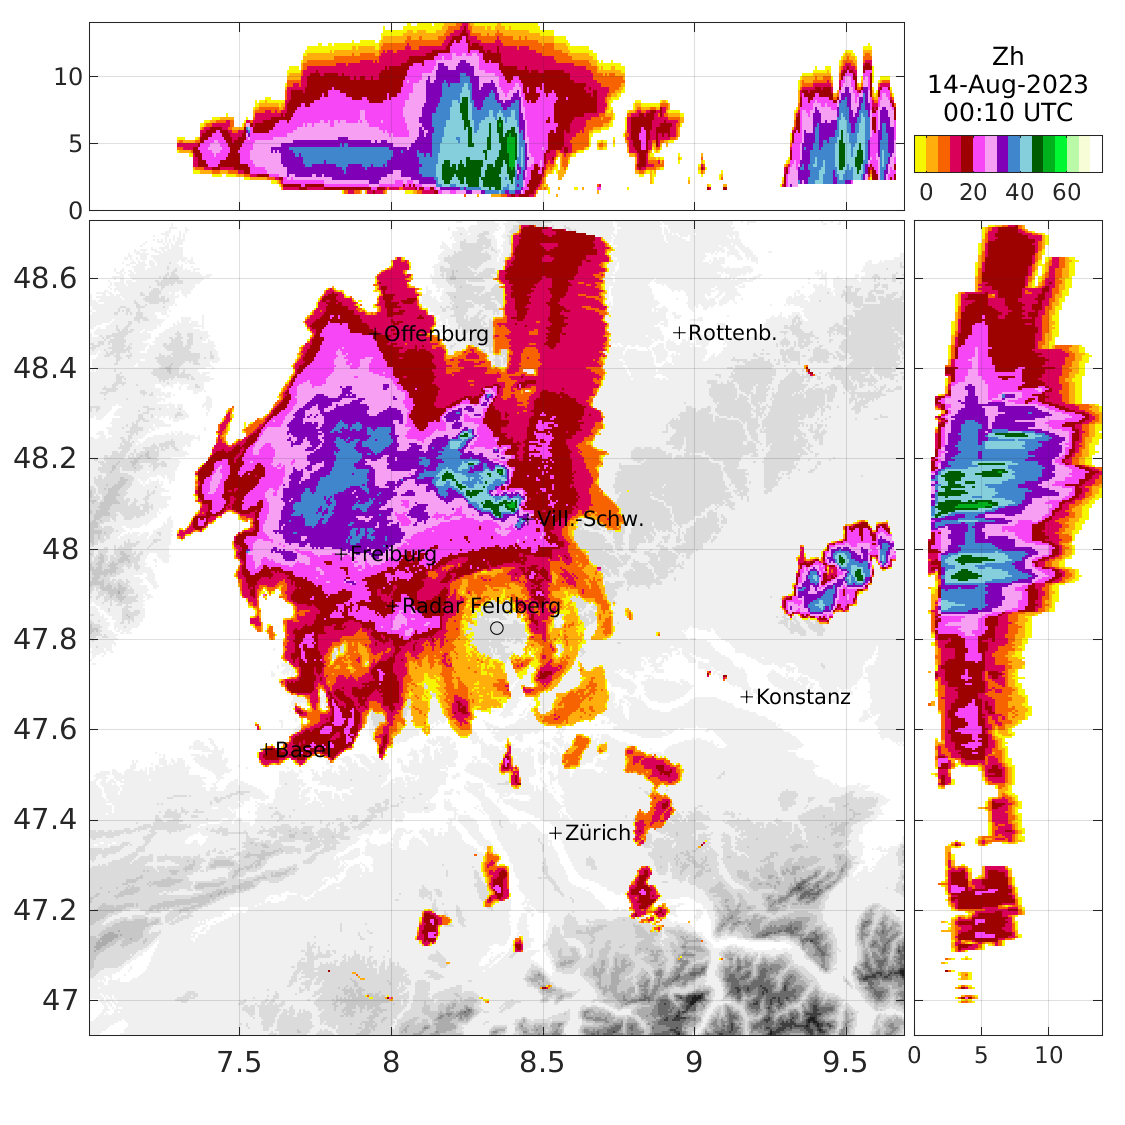 10
5
0
Zh
14-Aug-2023
00:10 UTC
0 20 40 60
48.6
48.4
48.2
48
47.8
47.6
47.4
47.2
47
Offenburg
Rottenb.
Vill.-Schw.
Freiburg
Radar Feldberg
Konstanz
Basel
Zürich
7.5 8 8.5 9 9.5
0 5 10